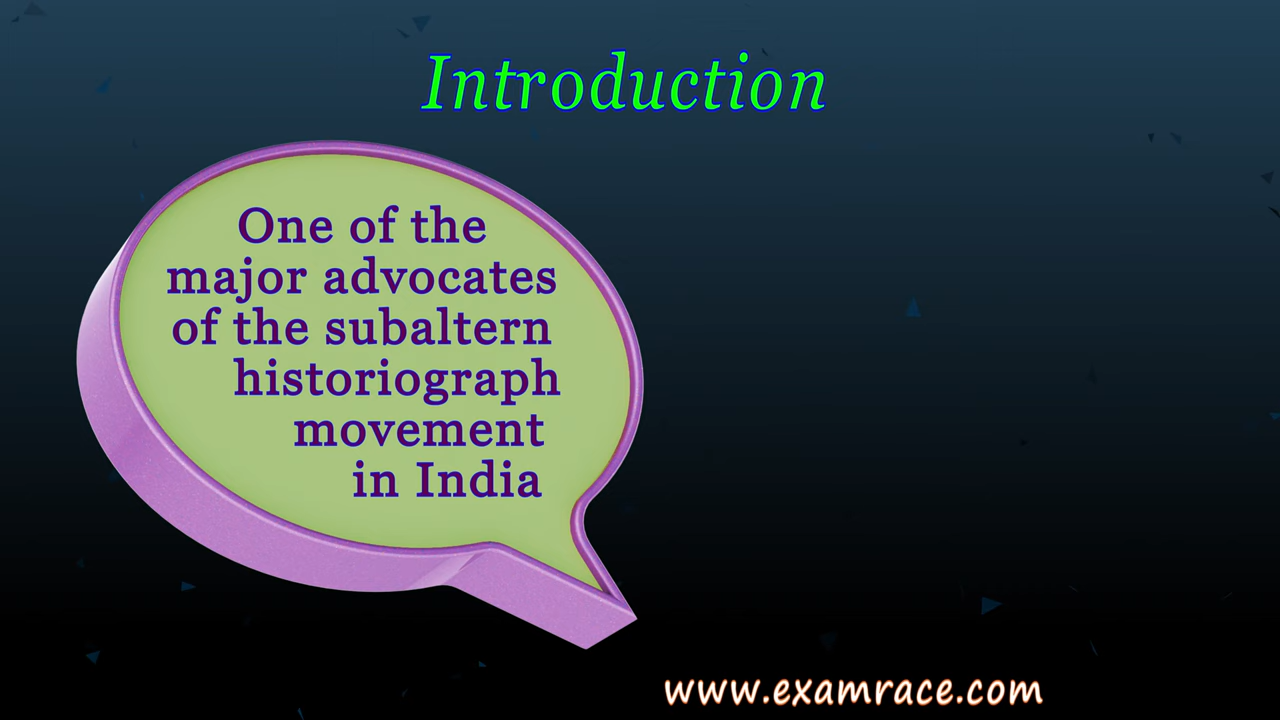 Introduction
One of the
major advocates
of the subaltern
historiograph
movement
in India
www.examrace.com